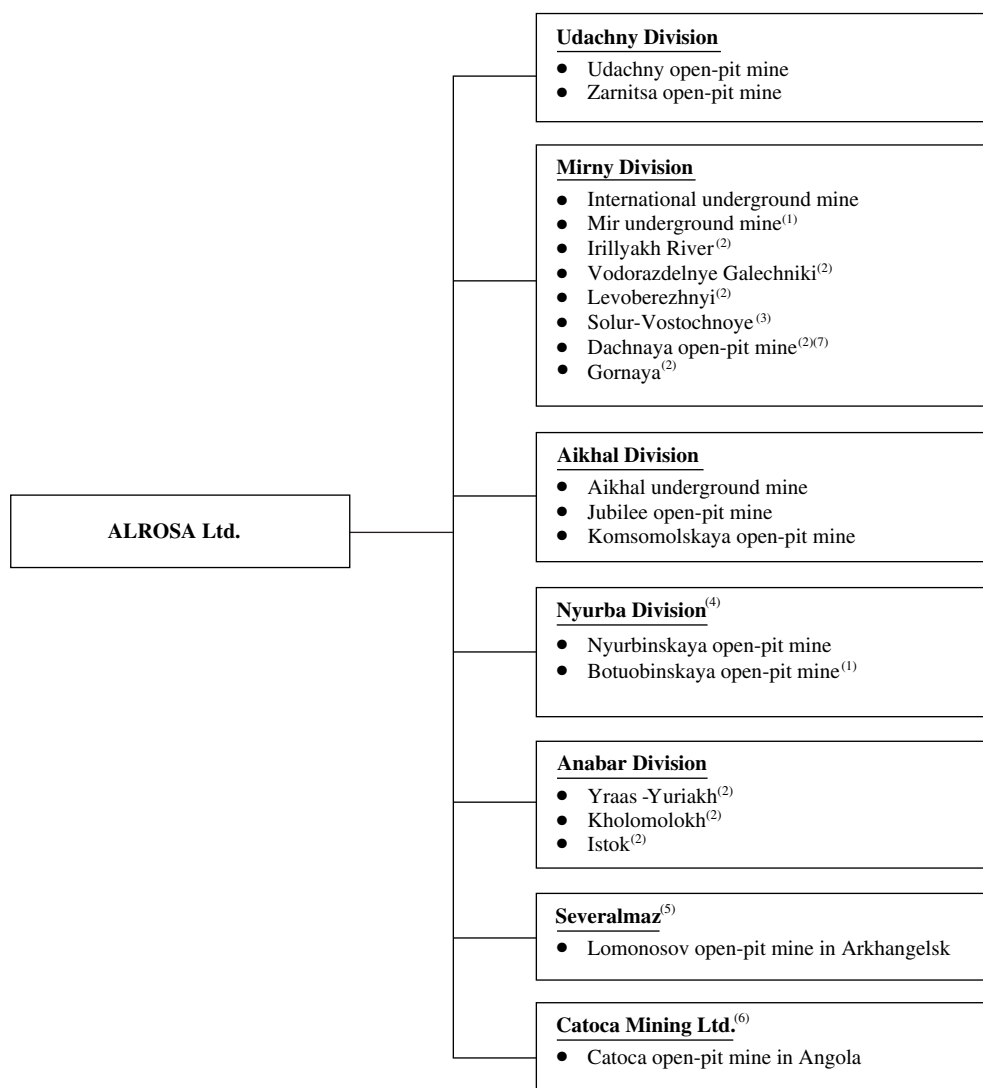 Udachny Division
● Udachny open-pit mine
● Zarnitsa open-pit mine
Mirny Division
● International underground mine
● Mir underground mine(1)
● Irillyakh River(2)
● Vodorazdelnye Galechniki(2)
● Levoberezhnyi(2)
● Solur-Vostochnoye(3)
● Dachnaya open-pit mine(2)(7)
● Gornaya(2)
Aikhal Division
● Aikhal underground mine
● Jubilee open-pit mine
● Komsomolskaya open-pit mine
ALROSA Ltd.
Nyurba Division(4)
● Nyurbinskaya open-pit mine
● Botuobinskaya open-pit mine(1)
Anabar Division
● Yraas -Yuriakh(2)
● Kholomolokh(2)
● Istok(2)
Severalmaz(5)
● Lomonosov open-pit mine in Arkhangelsk
Catoca Mining Ltd.(6)
● Catoca open-pit mine in Angola